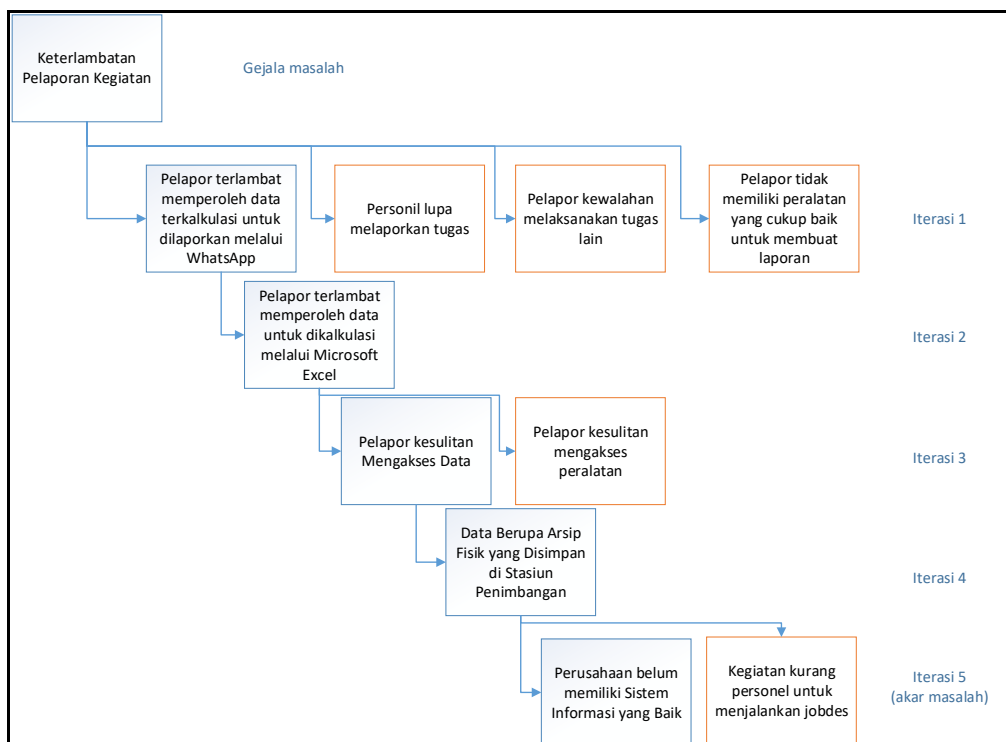 Keterlambatan
Pelaporan Kegiatan
Gejala masalah
Pelapor terlambat
memperoleh data
terkalkulasi untuk
dilaporkan melalui
WhatsApp
Personil lupa
melaporkan tugas
Pelapor kewalahan
melaksanakan tugas
lain
Pelapor tidak
memiliki peralatan
yang cukup baik
untuk membuat
laporan
Iterasi 1
Pelapor terlambat
memperoleh data
untuk dikalkulasi
melalui Microsoft
Excel
Iterasi 2
Pelapor kesulitan
Mengakses Data
Pelapor kesulitan
mengakses
peralatan
Iterasi 3
Data Berupa Arsip
Fisik yang Disimpan
di Stasiun
Penimbangan
Iterasi 4
Perusahaan belum
memiliki Sistem
Informasi yang Baik
Kegiatan kurang
personel untuk
menjalankan jobdes
Iterasi 5
(akar masalah)